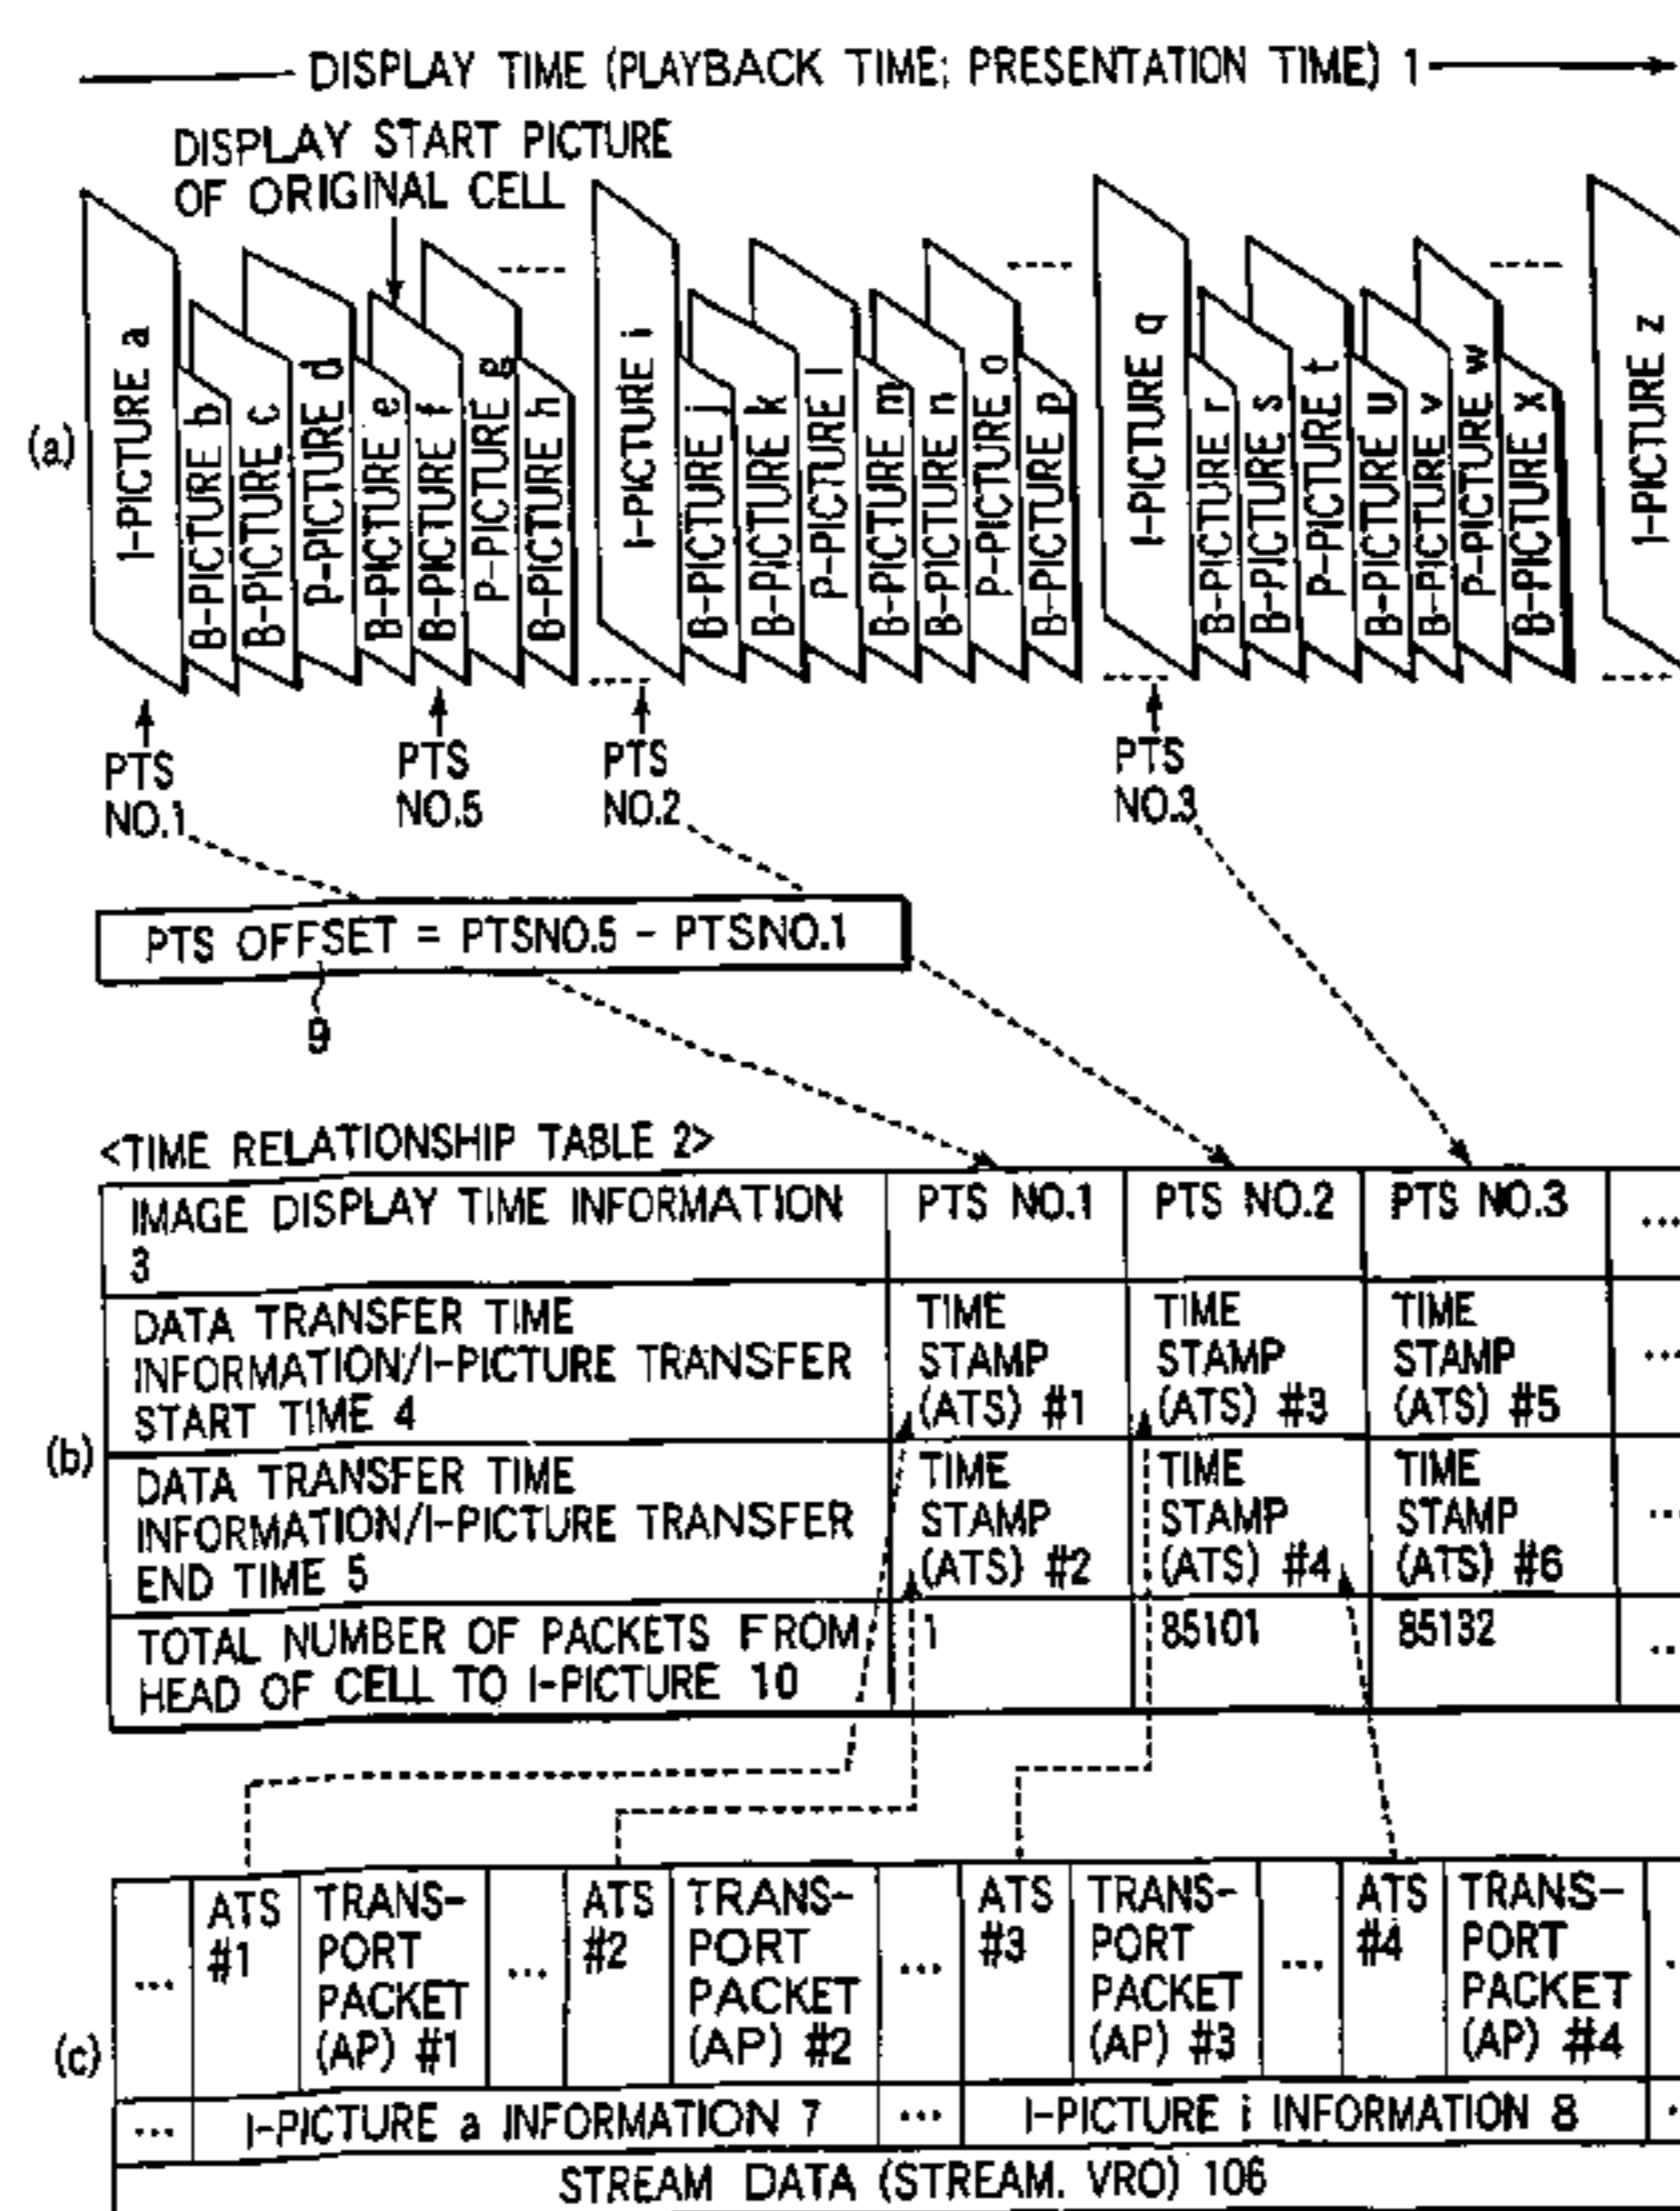 DISPLAY TIME (PLAYBACK TIME; PRESENTATION TIME) 1
DISPLAY START PICTURE
OF ORIGINAL CELL
(a)
I-PICTURE a
B-PICTURE b
B-PICTURE c
P-PICTURE d
B-PICTURE e
B-PICTURE f
P-PICTURE g
B-PICTURE h
I-PICTURE i
B-PICTURE j
B-PICTURE k
P-PICTURE l
B-PICTURE m
B-PICTURE n
P-PICTURE o
B-PICTURE p
I-PICTURE q
B-PICTURE r
B-PICTURE s
P-PICTURE t
B-PICTURE u
B-PICTURE v
P-PICTURE w
B-PICTURE x
I-PICTURE z
PTS
NO.1
PTS
NO.5
PTS
NO.2
PTS
NO.3
PTS OFFSET = PTSNO.5 - PTSNO.1
9
<TIME RELATIONSHIP TABLE 2>
(b)
IMAGE DISPLAY TIME INFORMATION
3
PTS NO.1
PTS NO.2
PTS NO.3
...
DATA TRANSFER TIME
INFORMATION/I-PICTURE TRANSFER
START TIME 4
TIME
STAMP
(ATS) #1
TIME
STAMP
(ATS) #3
TIME
STAMP
(ATS) #5
...
DATA TRANSFER TIME
INFORMATION/I-PICTURE TRANSFER
END TIME 5
TIME
STAMP
(ATS) #2
TIME
STAMP
(ATS) #4
TIME
STAMP
(ATS) #6
...
TOTAL NUMBER OF PACKETS FROM
HEAD OF CELL TO I-PICTURE 10
1
85101
85132
...
(c)
...
ATS
#1
TRANS-
PORT
PACKET
(AP) #1
...
ATS
#2
TRANS-
PORT
PACKET
(AP) #2
...
ATS
#3
TRANS-
PORT
PACKET
(AP) #3
...
ATS
#4
TRANS-
PORT
PACKET
(AP) #4
...
I-PICTURE a INFORMATION 7
...
I-PICTURE i INFORMATION 8
STREAM DATA (STREAM. VRO) 106